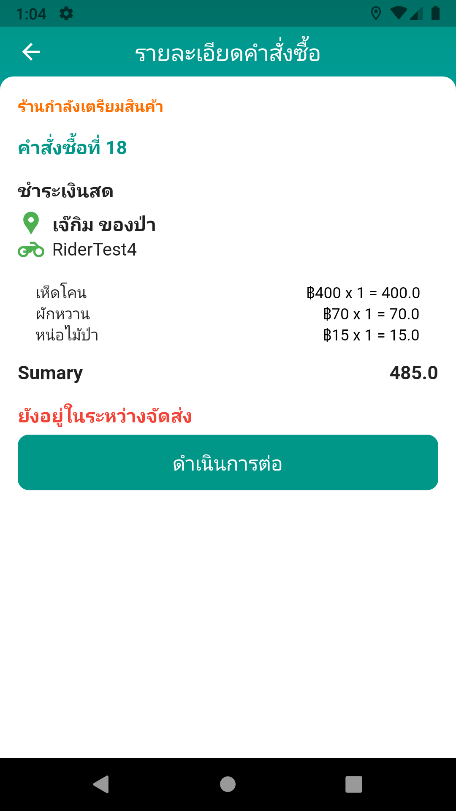 1:04
รายละเอียดคำสั่งซื้อ
ร้านกำลังเตรียมสินค้า
คำสั่งซื้อที่ 18
ชำระเงินสด
เจ๊กิม ของป่า
RiderTest4
เห็ดโคน ฿400 x 1 = 400.0
ผักหวาน ฿70 x 1 = 70.0
หน่อไม้ป่า ฿15 x 1 = 15.0
Sumary 485.0
ยังอยู่ในระหว่างจัดส่ง
ดำเนินการต่อ